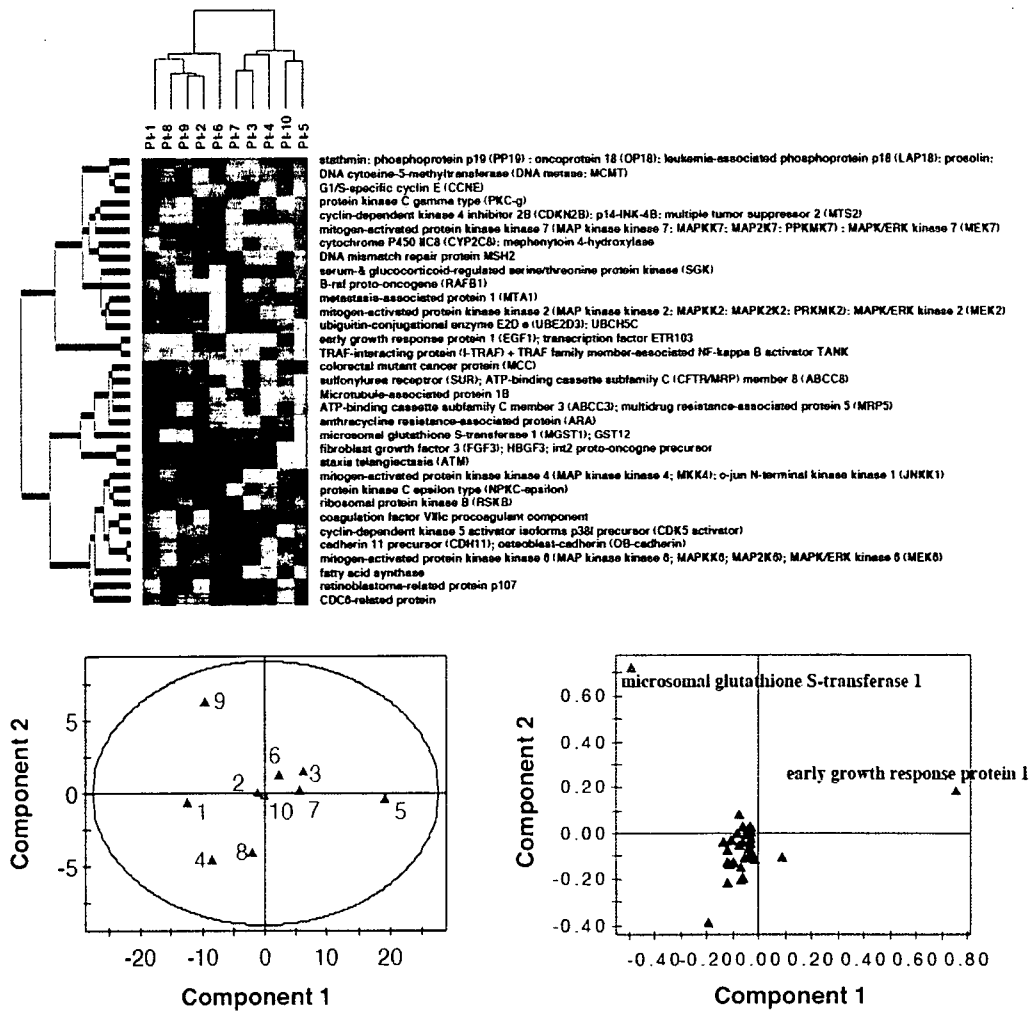 Pt-1 Pt-8 Pt-9 Pt-2 Pt-6 Pt-7 Pt-3 Pt-4 Pt-10 Pt-5
stathmin; phosphoprotein p19 (PP19) ; oncoprotein 18 (OP18); leukemia-associated phosphoprotein p18 (LAP18); prosolin;
DNA cytosine-5-methyltransferase (DNA metase; MCMT)
G1/S-specific cyclin E (CCNE)
protein kinase C gamma type (PKC-g)
cyclin-dependent kinase 4 inhibitor 2B (CDKN2B); p14-INK-4B; multiple tumor suppressor 2 (MTS2)
mitogen-activated protein kinase kinase 7 (MAP kinase kinase 7; MAPKK7; MAP2K7; PPKMK7) ; MAPK/ERK kinase 7 (MEK7)
cytochrome P450 IIC8 (CYP2C8); mephenytoin 4-hydroxylase
DNA mismatch repair protein MSH2
serum-& glucocorticoid-regulated serine/threonine protein kinase (SGK)
B-raf proto-oncogene (RAFB1)
metastasis-associated protein 1 (MTA1)
mitogen-activated protein kinase kinase 2 (MAP kinase kinase 2; MAPKK2; MAP2K2; PRKMK2); MAPK/ERK kinase 2 (MEK2)
ubiquitin-conjugational enzyme E2D e (UBE2D3); UBCH5C
early growth response protein 1 (EGF1); transcription factor ETR103
TRAF-interacting protein (I-TRAF) + TRAF family member-associated NF-kappa B activator TANK
colorectal mutant cancer protein (MCC)
sulfonylurea receptror (SUR); ATP-binding cassette subfamily C (CFTR/MRP) member 8 (ABCC8)
Microtubule-associated protein 1B
ATP-binding cassette subfamily C member 3 (ABCC3); multidrug resistance-associated protein 5 (MRP5)
anthracycline resistance-associated protein (ARA)
microsomal glutathione S-transferase 1 (MGST1); GST12
fibroblast growth factor 3 (FGF3); HBGF3; int2 proto-oncogne precursor
ataxia telangiectasia (ATM)
mitogen-activated protein kinase kinase 4 (MAP kinase kinase 4; MKK4); c-jun N-terminal kinase kinase 1 (JNKK1)
protein kinase C epsilon type (NPKC-epsilon)
ribosomal protein kinase B (RSKB)
coagulation factor VIIIc procoagulant component
cyclin-dependent kinase 5 activator isoforms p38I precursor (CDK5 activator)
cadherin 11 precursor (CDH11); osteoblast-cadherin (OB-cadherin)
mitogen-activated protein kinase kinase 6 (MAP kinase kinase 6; MAPKK6; MAP2K6); MAPK/ERK kinase 6 (MEK6)
fatty acid synthase
retinoblastoma-related protein p107
CDC6-related protein
Component 2
5
0
-5
9
6
3
2
1
10
7
5
4
8
-20 -10 0 10 20
Component 1
Component 2
0.60
0.40
0.20
0.00
-0.20
-0.40
microsomal glutathione S-transferase 1
early growth response protein 1
-0.40 -0.20 0.00 0.20 0.40 0.60 0.80
Component 1